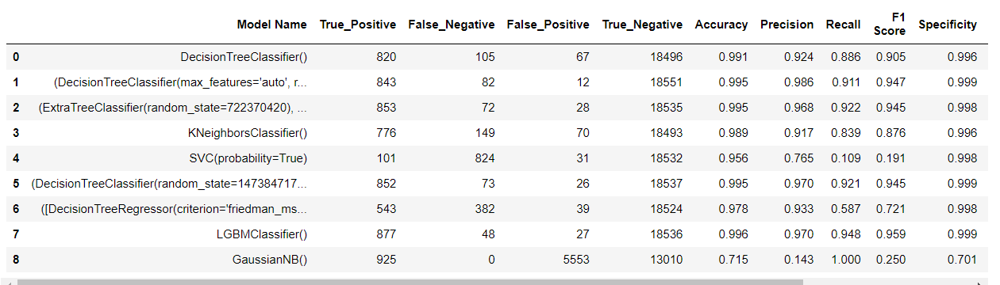 Model Name True_Positive False_Negative False_Positive True_Negative Accuracy Precision Recall F1 Score Specificity
0 DecisionTreeClassifier() 820 105 67 18496 0.991 0.924 0.886 0.905 0.996
1 (DecisionTreeClassifier(max_features='auto', r... 843 82 12 18551 0.995 0.986 0.911 0.947 0.999
2 (ExtraTreeClassifier(random_state=722370420), ... 853 72 28 18535 0.995 0.968 0.922 0.945 0.998
3 KNeighborsClassifier() 776 149 70 18493 0.989 0.917 0.839 0.876 0.996
4 SVC(probability=True) 101 824 31 18532 0.956 0.765 0.109 0.191 0.998
5 (DecisionTreeClassifier(random_state=147384717... 852 73 26 18537 0.995 0.970 0.921 0.945 0.999
6 ([DecisionTreeRegressor(criterion='friedman_ms... 543 382 39 18524 0.978 0.933 0.587 0.721 0.998
7 LGBMClassifier() 877 48 27 18536 0.996 0.970 0.948 0.959 0.999
8 GaussianNB() 925 0 5553 13010 0.715 0.143 1.000 0.250 0.701